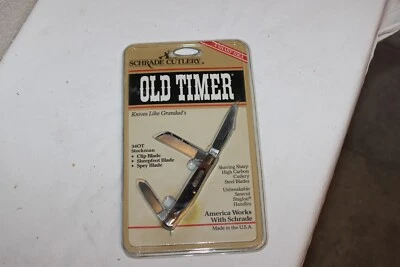 SCHRADE CUTLERY
OLD TIMER®
Knives Like Grandad's
34OT
Stockman
• Clip Blade
• Sheepfoot Blade
• Spey Blade
Staying Sharp
High Carbon
Cutlery
Steel Blades
Unbreakable
Sawcut
Staglon®
Handles
America Works
With Schrade
Made in the U.S.A.